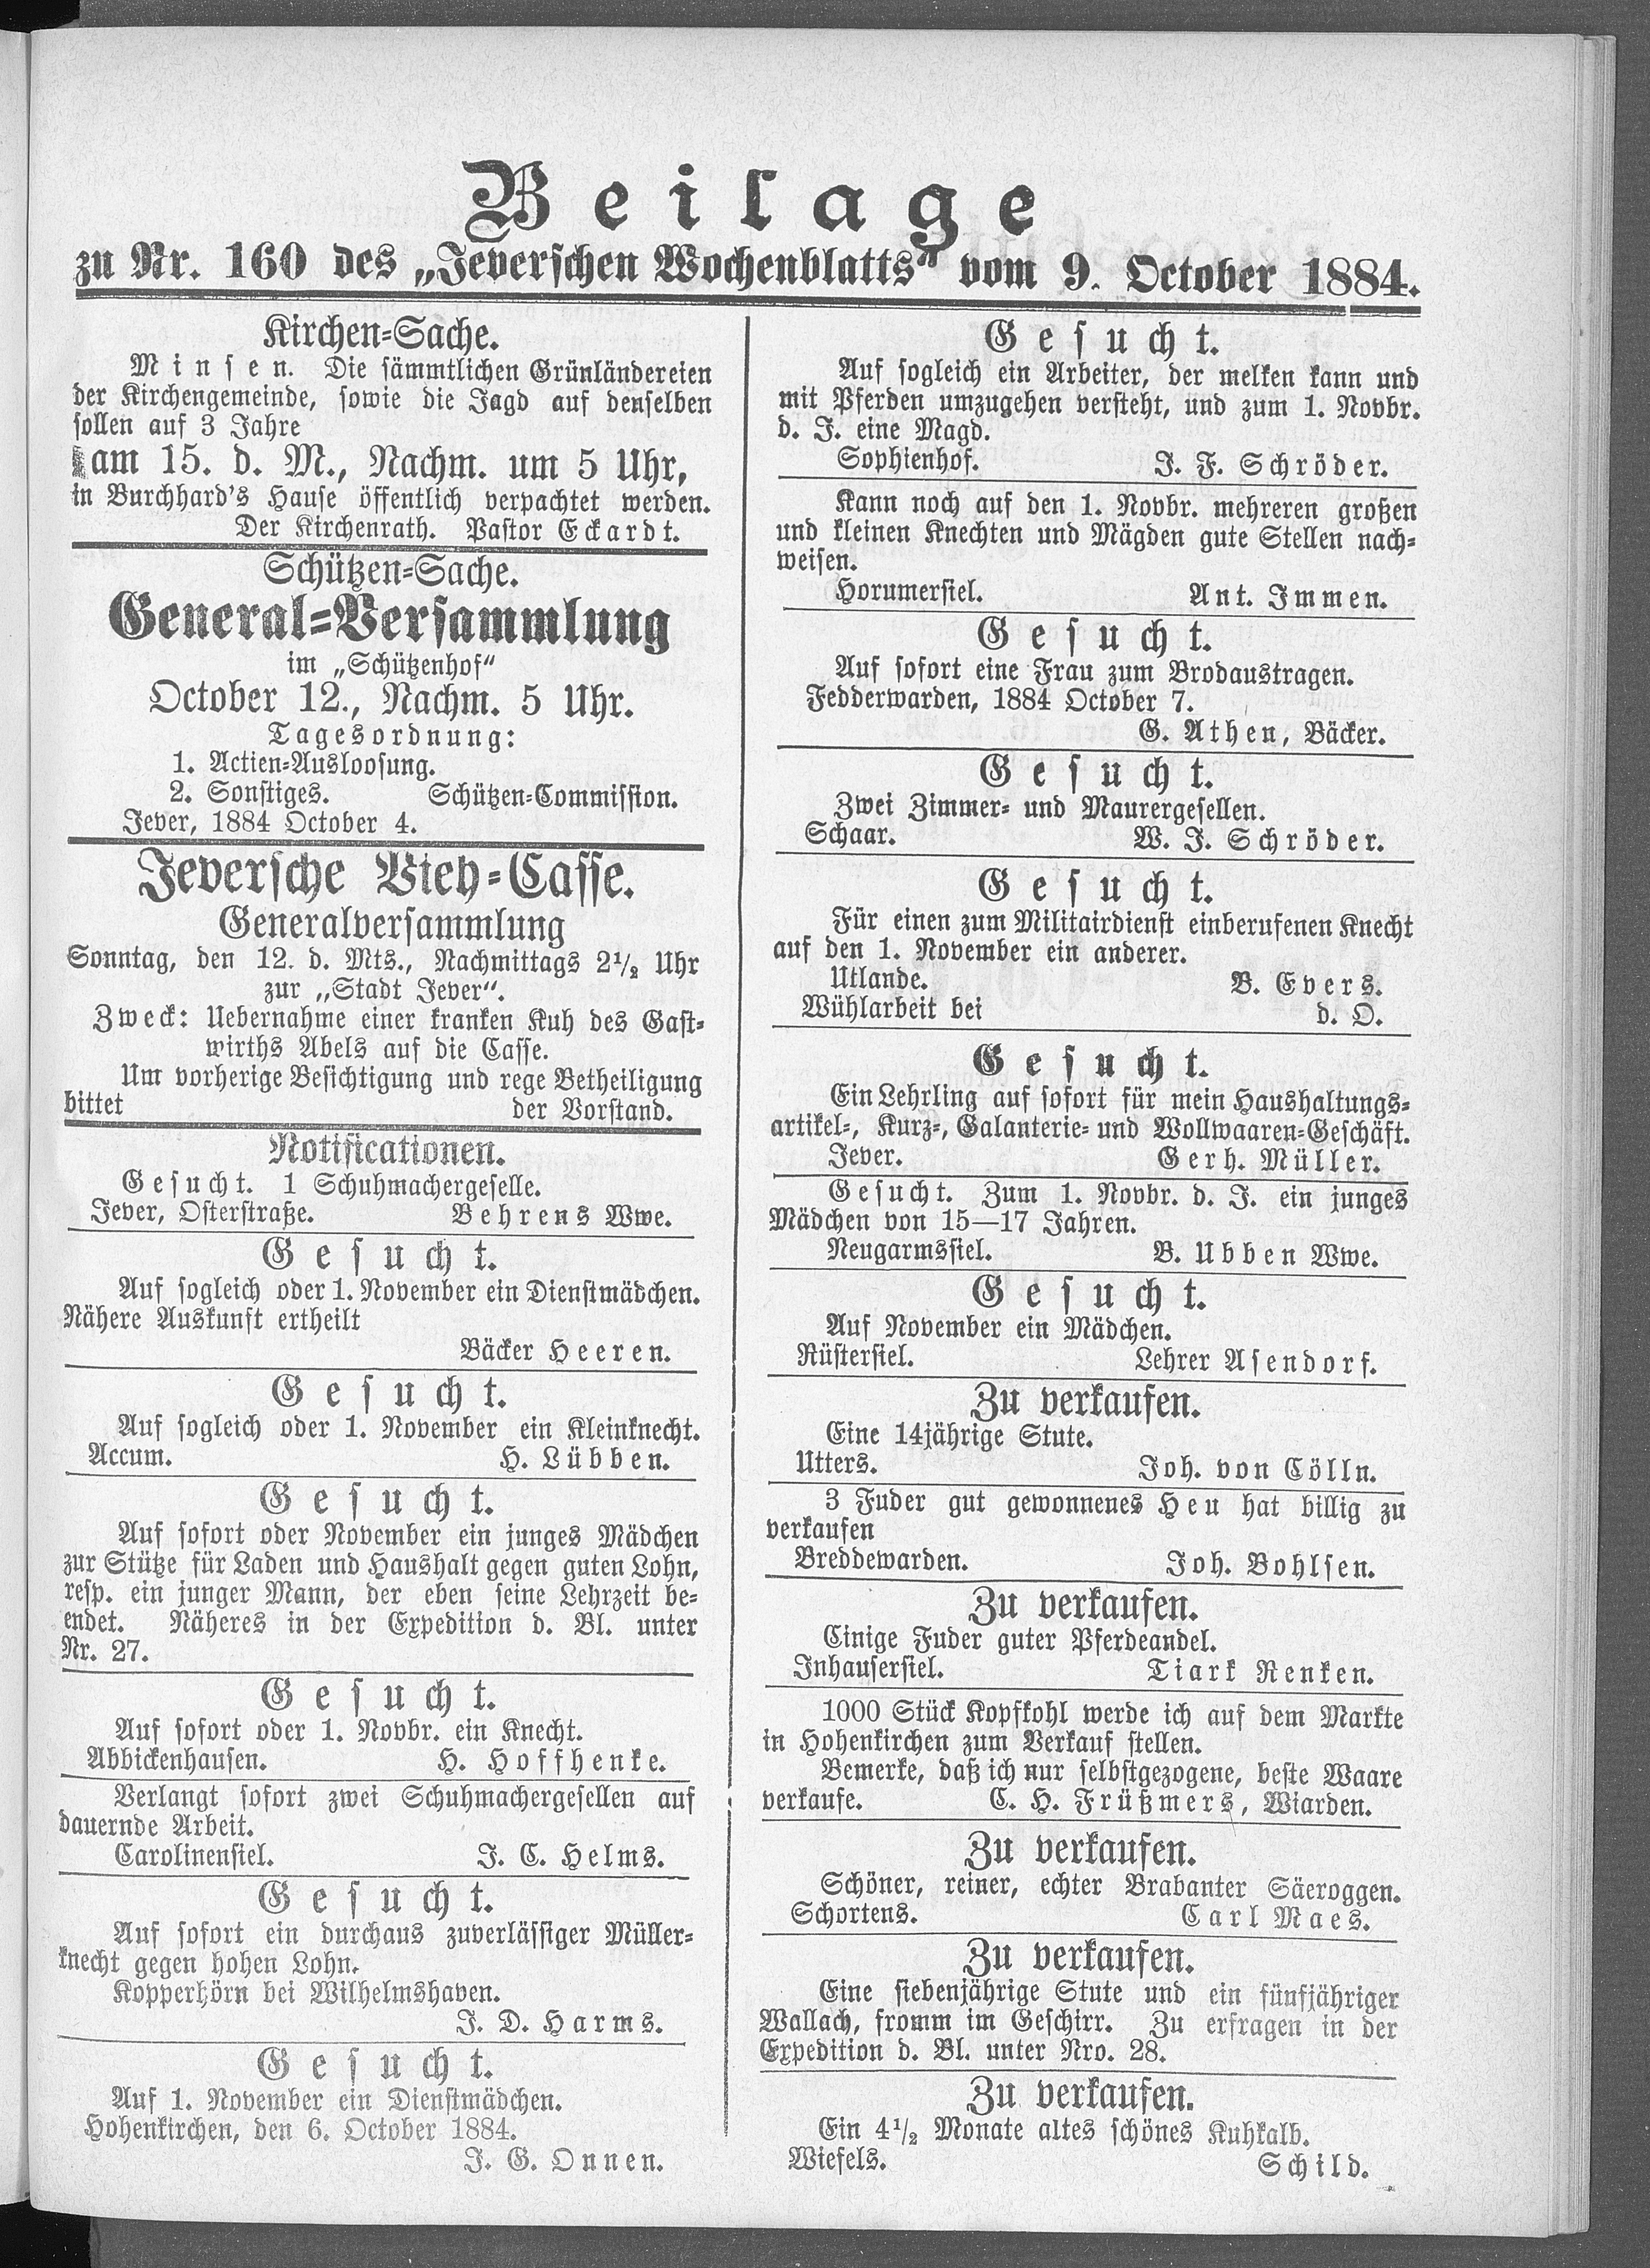 Beilage
zu Nr. 160 des „Jeverschen Wochenblatts“ vom 9. October 1884.
Kirchen-Sache.
Minsen. Die sämmtlichen Grünländereien
der Kirchengemeinde, sowie die Jagd auf denselben
sollen auf 3 Jahre
am 15. d. M., Nachm. um 5 Uhr,
in Burchhard's Hause öffentlich verpachtet werden.
Der Kirchenrath. Pastor Eckardt.
Schützen-Sache.
General-Versammlung
im „Schützenhof“
October 12., Nachm. 5 Uhr.
Tagesordnung:
1. Actien-Ausloosung.
2. Sonstiges. Schützen-Commission.
Jever, 1884 October 4.
Jeversche Vieh-Casse.
Generalversammlung
Sonntag, den 12. d. Mts., Nachmittags 2½ Uhr
zur „Stadt Jever“.
Zweck: Uebernahme einer kranken Kuh des Gast-
wirths Abels auf die Casse.
Um vorherige Besichtigung und rege Betheiligung
bittet der Vorstand.
Notificationen.
Gesucht. 1 Schuhmachergeselle.
Jever, Osterstraße. Behrens Wwe.
Gesucht.
Auf sogleich oder 1. November ein Dienstmädchen.
Nähere Auskunft ertheilt
Bäcker Heeren.
Gesucht.
Auf sogleich oder 1. November ein Kleinknecht.
Accum. H. Lübben.
Gesucht.
Auf sofort oder November ein junges Mädchen
zur Stütze für Laden und Haushalt gegen guten Lohn,
resp. ein junger Mann, der eben seine Lehrzeit be-
endet. Näheres in der Expedition d. Bl. unter
Nr. 27.
Gesucht.
Auf sofort oder 1. Novbr. ein Knecht.
Abbickenhausen. H. Hoffhenke.
Verlangt sofort zwei Schuhmachergesellen auf
dauernde Arbeit.
Carolinensiel. J. C. Helms.
Gesucht.
Auf sofort ein durchaus zuverlässiger Müller-
knecht gegen hohen Lohn.
Kopperhörn bei Wilhelmshaven.
J. D. Harms.
Gesucht.
Auf 1. November ein Dienstmädchen.
Hohenkirchen, den 6. October 1884.
J. G. Onnen.
Gesucht.
Auf sogleich ein Arbeiter, der melken kann und
mit Pferden umzugehen versteht, und zum 1. Novbr.
d. J. eine Magd.
Sophienhof. J. F. Schröder.
Kann noch auf den 1. Novbr. mehreren großen
und kleinen Knechten und Mägden gute Stellen nach-
weisen.
Horumersiel. Ant. Immen.
Gesucht.
Auf sofort eine Frau zum Brodaustragen.
Fedderwarden, 1884 October 7.
G. Athen, Bäcker.
Gesucht.
Zwei Zimmer- und Maurergesellen.
Schaar. W. J. Schröder.
Gesucht.
Für einen zum Militairdienst einberufenen Knecht
auf den 1. November ein anderer.
Utlande. B. Evers.
Wühlarbeit bei d. O.
Gesucht.
Ein Lehrling auf sofort für mein Haushaltungs-
artikel-, Kurz-, Galanterie- und Wollwaaren-Geschäft.
Jever. Gerh. Müller.
Gesucht. Zum 1. Novbr. d. J. ein junges
Mädchen von 15—17 Jahren.
Neugarmssiel. B. Ubben Wwe.
Gesucht.
Auf November ein Mädchen.
Rüstersiel. Lehrer Asendorf.
Zu verkaufen.
Eine 14jährige Stute.
Utters. Joh. von Cölln.
3 Fuder gut gewonnenes Heu hat billig zu
verkaufen
Breddewarden. Joh. Bohlsen.
Zu verkaufen.
Einige Fuder guter Pferdeandel.
Inhausersiel. Tiark Renken.
1000 Stück Kopfkohl werde ich auf dem Markte
in Hohenkirchen zum Verkauf stellen.
Bemerke, daß ich nur selbstgezogene, beste Waare
verkaufe. C. H. Früßmers, Wiarden.
Zu verkaufen.
Schöner, reiner, echter Brabanter Säeroggen.
Schortens. Carl Maes.
Zu verkaufen.
Eine siebenjährige Stute und ein fünfjähriger
Wallach, fromm im Geschirr. Zu erfragen in der
Expedition d. Bl. unter Nro. 28.
Zu verkaufen.
Ein 4½ Monate altes schönes Kuhkalb.
Wiefels. Schild.